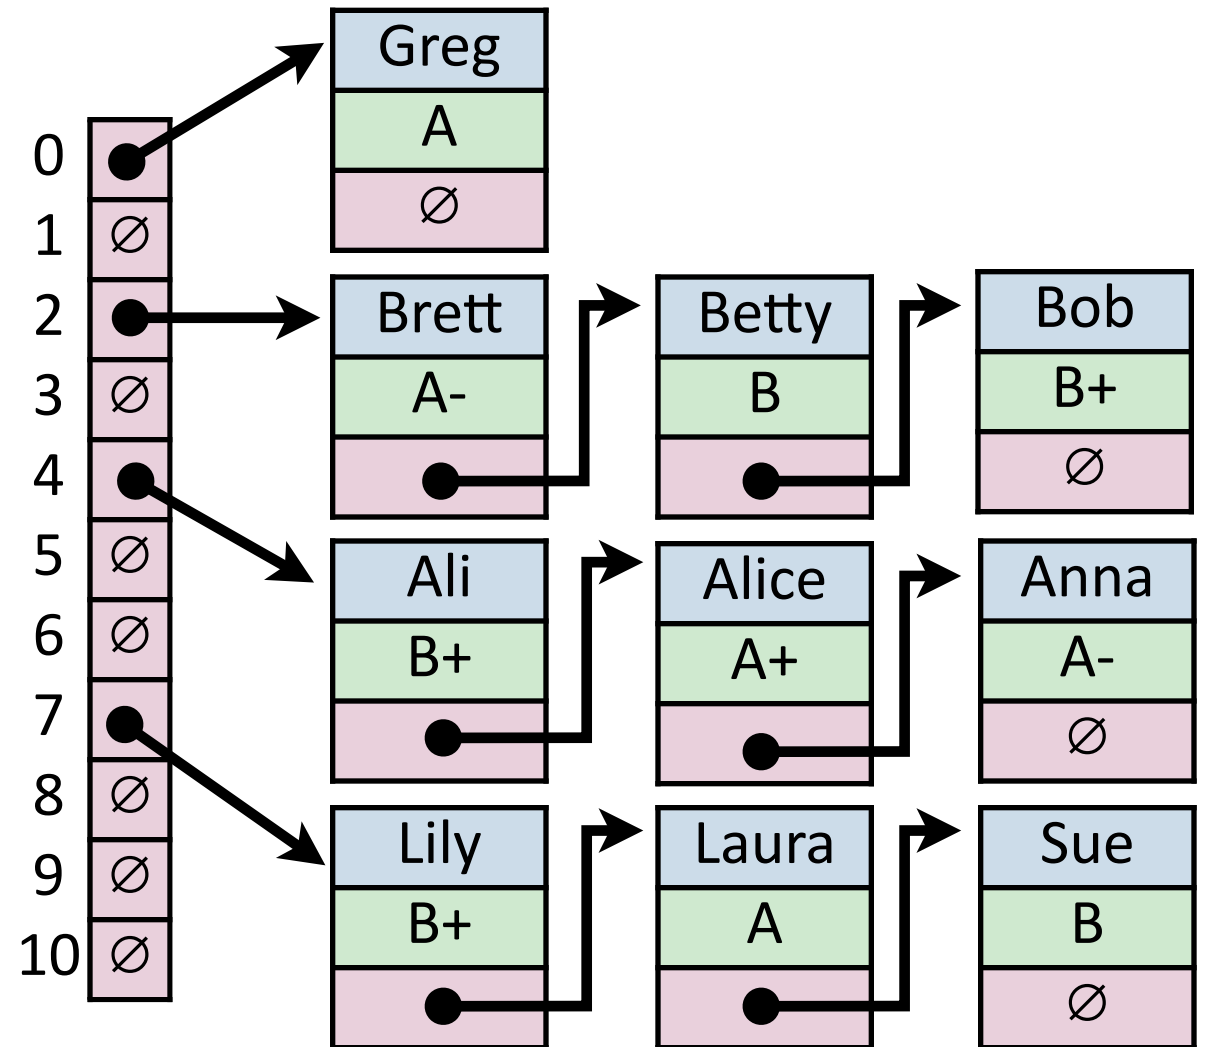 Greg
A
∅
0
1 ∅
2
3 ∅
4
5 ∅
6 ∅
7
8 ∅
9 ∅
10 ∅
Brett
A-
Betty
B
Bob
B+
∅
Ali
B+
Alice
A+
Anna
A-
∅
Lily
B+
Laura
A
Sue
B
∅